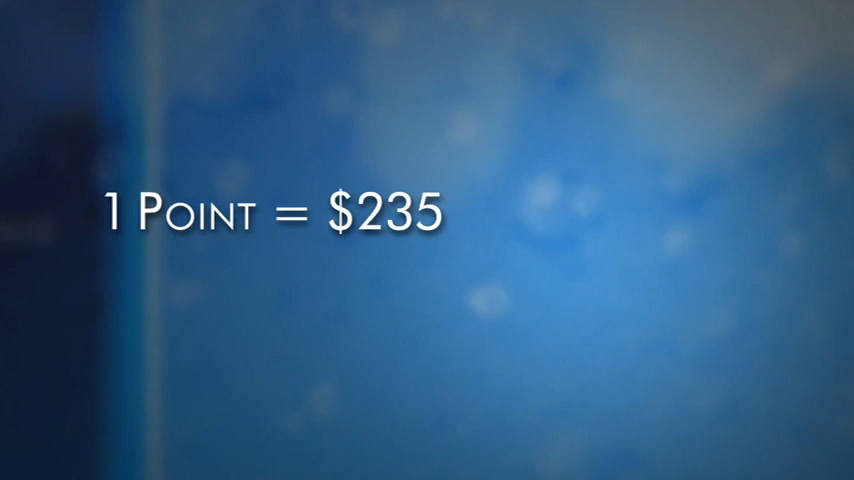 1 Point = $235